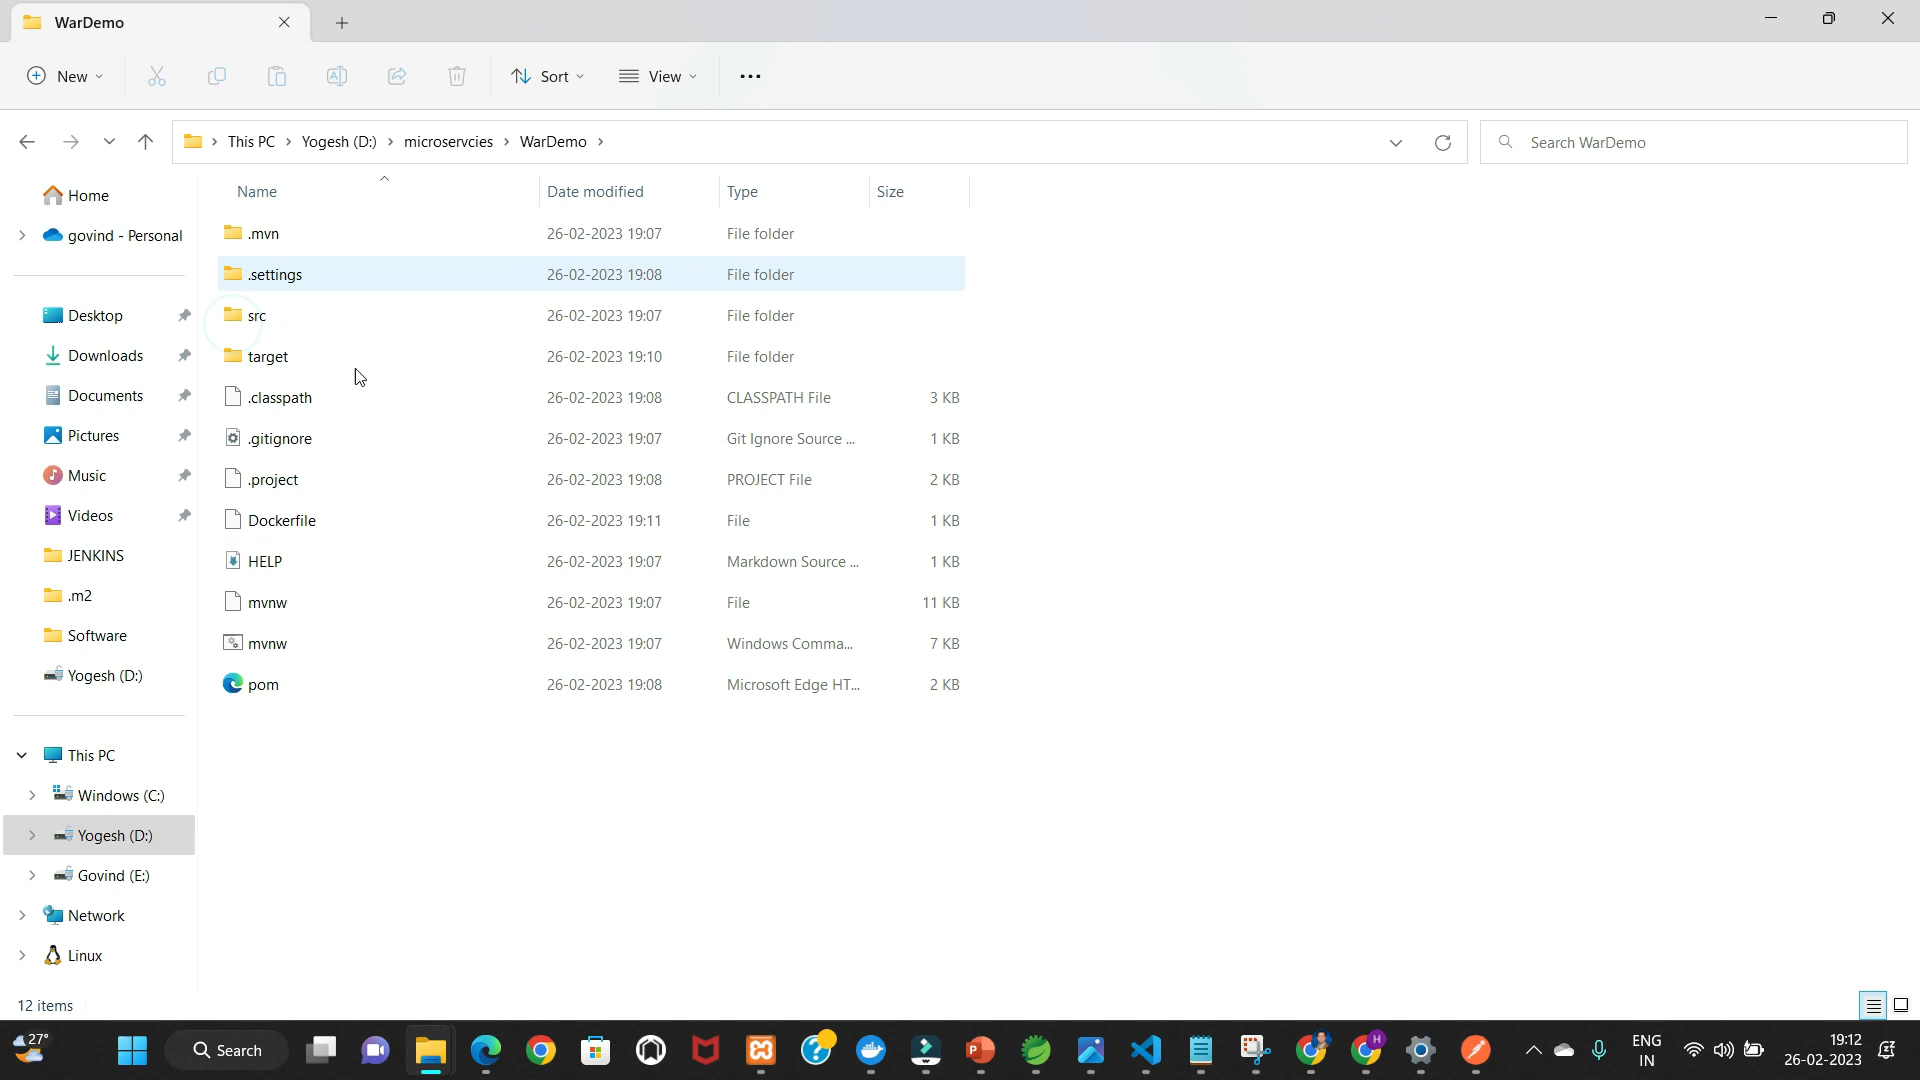 WarDemo
New
Sort
View
This PC
Yogesh (D:)
microservcies
WarDemo
Search WarDemo
Name
Date modified
Type
Size
Home
govind - Personal
Desktop
Downloads
Documents
Pictures
Music
Videos
JENKINS
.m2
Software
Yogesh (D:)
This PC
Windows (C:)
Yogesh (D:)
Govind (E:)
Network
Linux
.mvn 26-02-2023 19:07 File folder
.settings 26-02-2023 19:08 File folder
src 26-02-2023 19:07 File folder
target 26-02-2023 19:10 File folder
.classpath 26-02-2023 19:08 CLASSPATH File 3 KB
.gitignore 26-02-2023 19:07 Git Ignore Source ... 1 KB
.project 26-02-2023 19:08 PROJECT File 2 KB
Dockerfile 26-02-2023 19:11 File 1 KB
HELP 26-02-2023 19:07 Markdown Source ... 1 KB
mvnw 26-02-2023 19:07 File 11 KB
mvnw 26-02-2023 19:07 Windows Comma... 7 KB
pom 26-02-2023 19:08 Microsoft Edge HT... 2 KB
12 items
27°
Search
H
ENG
IN
19:12
26-02-2023